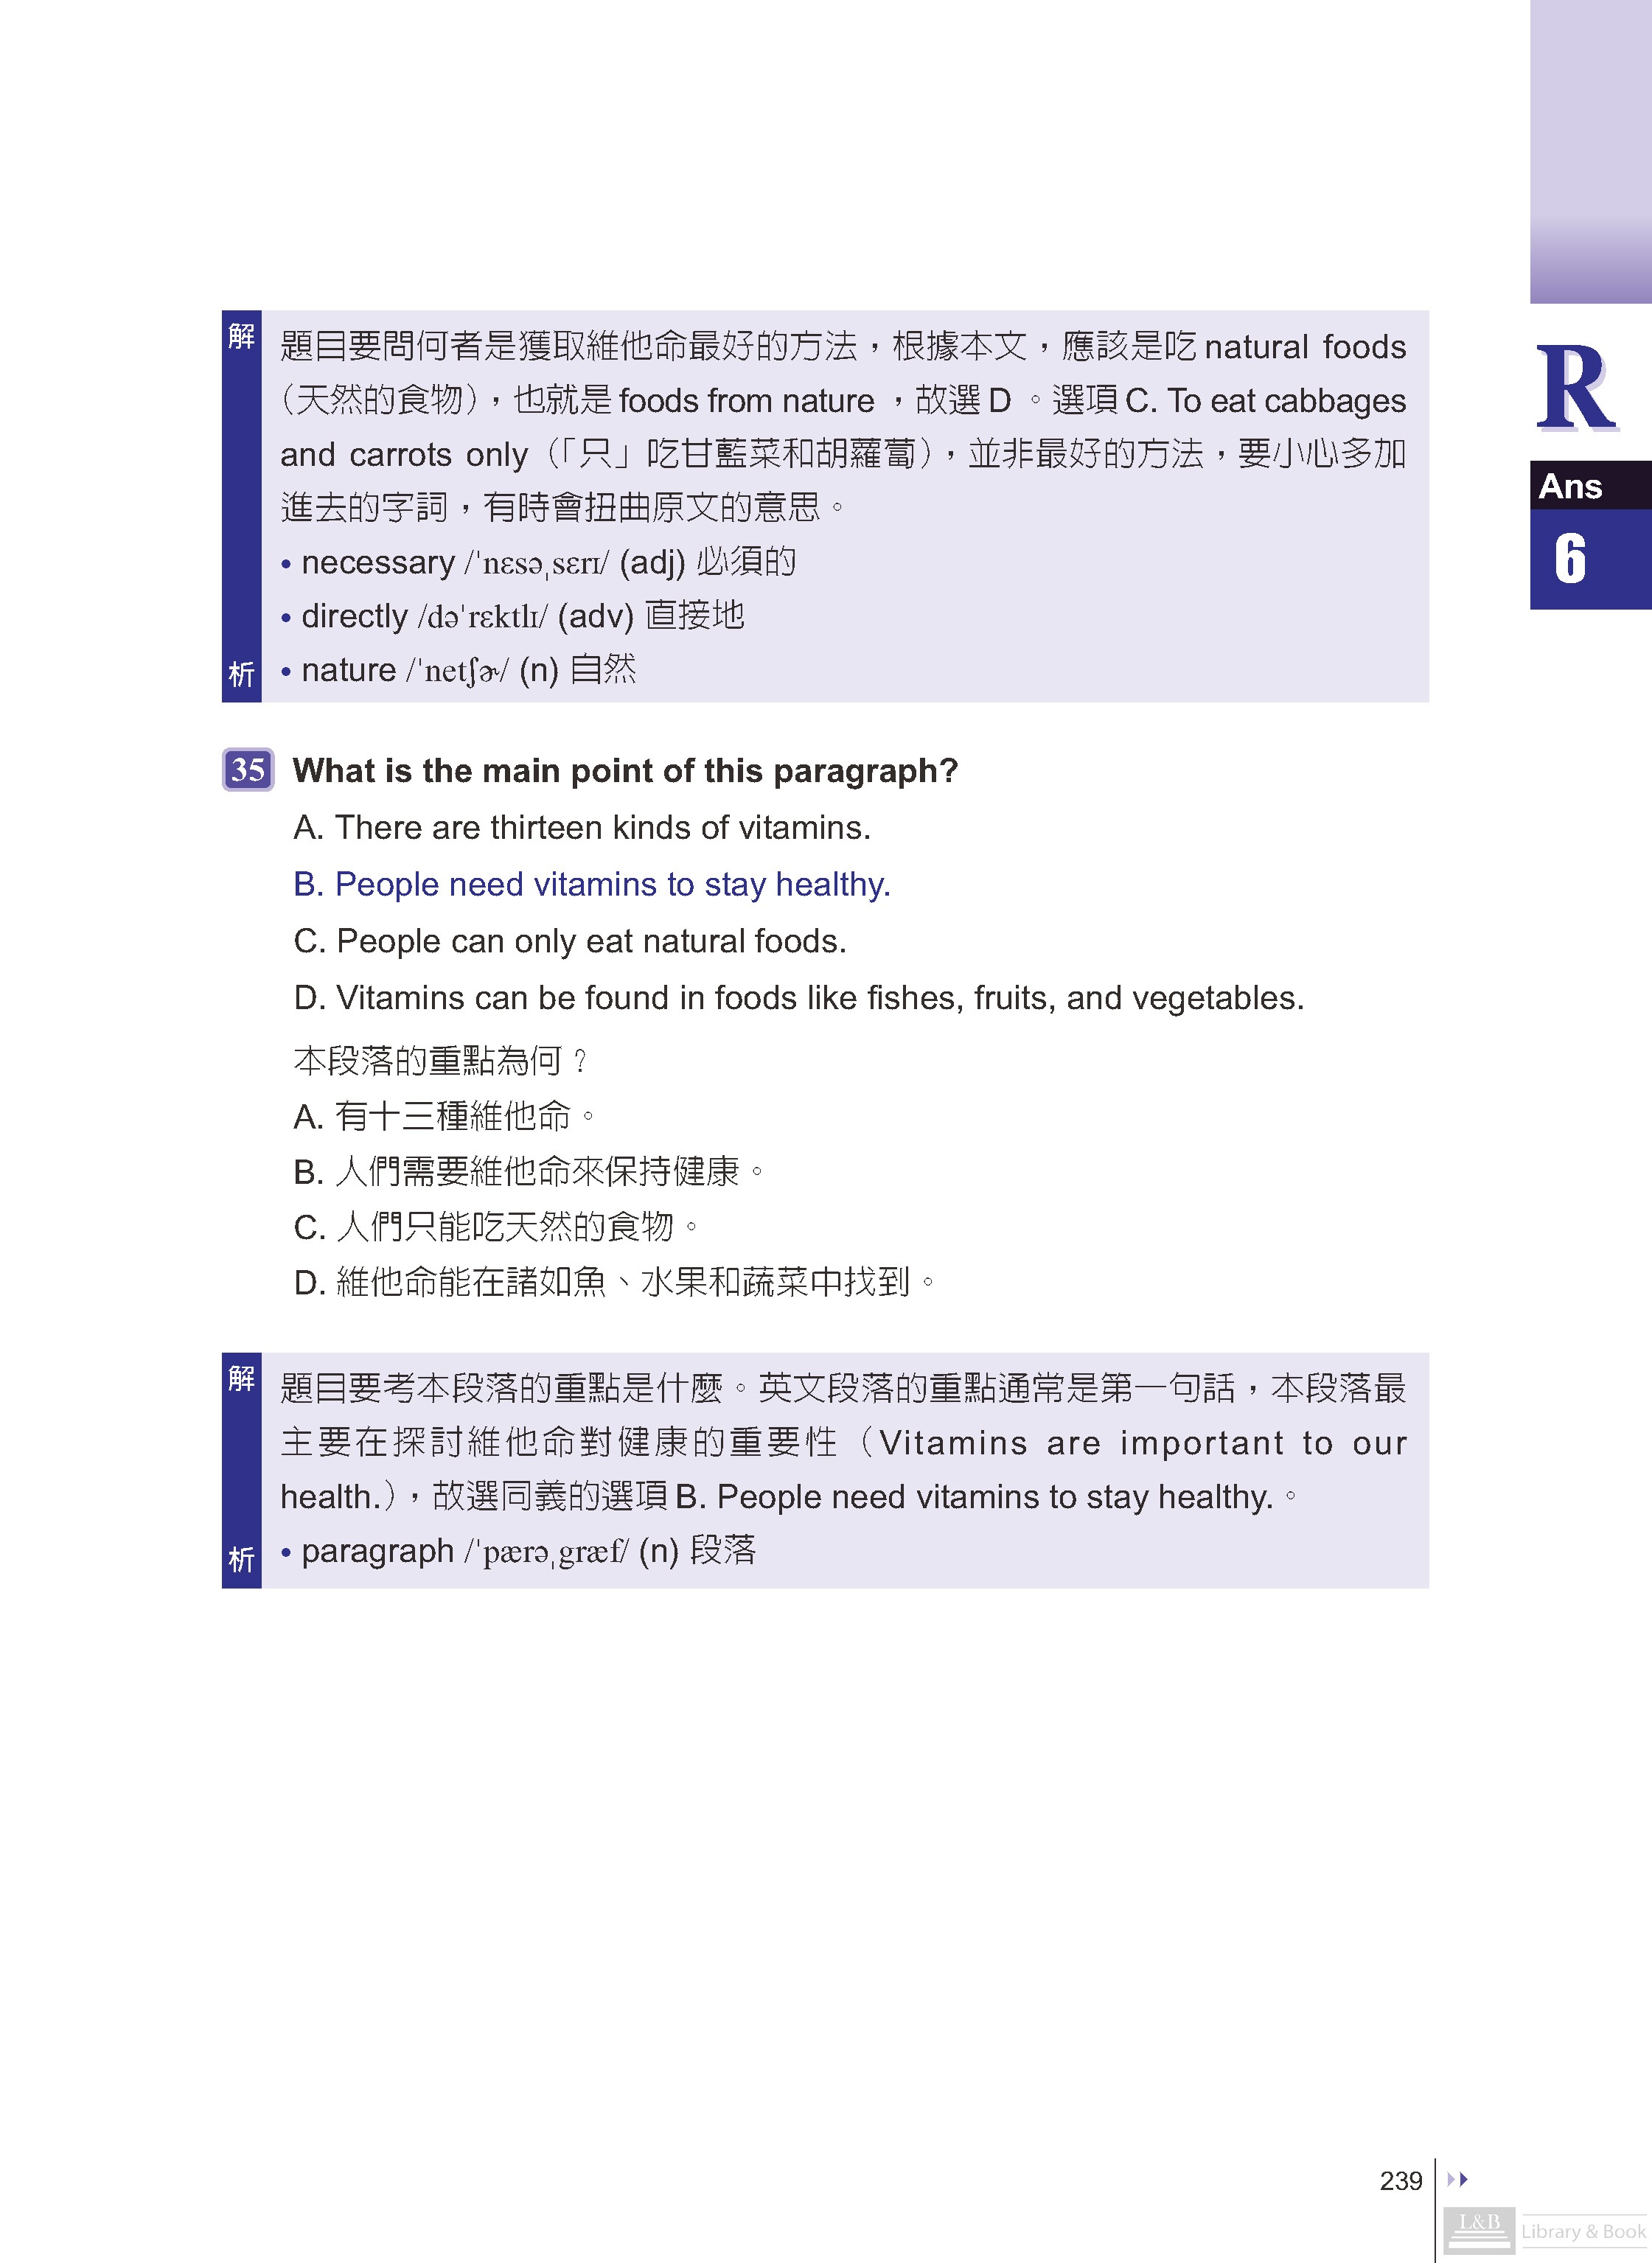 解 題目要問何者是獲取維他命最好的方法，根據本文，應該是吃 natural foods
（天然的食物），也就是 foods from nature ，故選 D 。選項 C. To eat cabbages
and carrots only（「只」吃甘藍菜和胡蘿蔔），並非最好的方法，要小心多加
進去的字詞，有時會扭曲原文的意思。
• necessary /ˈnɛsəˌsɛrɪ/ (adj) 必須的
• directly /dəˈrɛktlɪ/ (adv) 直接地
析 • nature /ˈnetʃɚ/ (n) 自然
R
Ans
6
35 What is the main point of this paragraph?
A. There are thirteen kinds of vitamins.
B. People need vitamins to stay healthy.
C. People can only eat natural foods.
D. Vitamins can be found in foods like fishes, fruits, and vegetables.
本段落的重點為何？
A. 有十三種維他命。
B. 人們需要維他命來保持健康。
C. 人們只能吃天然的食物。
D. 維他命能在諸如魚、水果和蔬菜中找到。
解 題目要考本段落的重點是什麼。英文段落的重點通常是第一句話，本段落最
主要在探討維他命對健康的重要性（Vitamins are important to our
health.），故選同義的選項 B. People need vitamins to stay healthy.。
析 • paragraph /ˈpærəˌgræf/ (n) 段落
239
L&B Library & Book